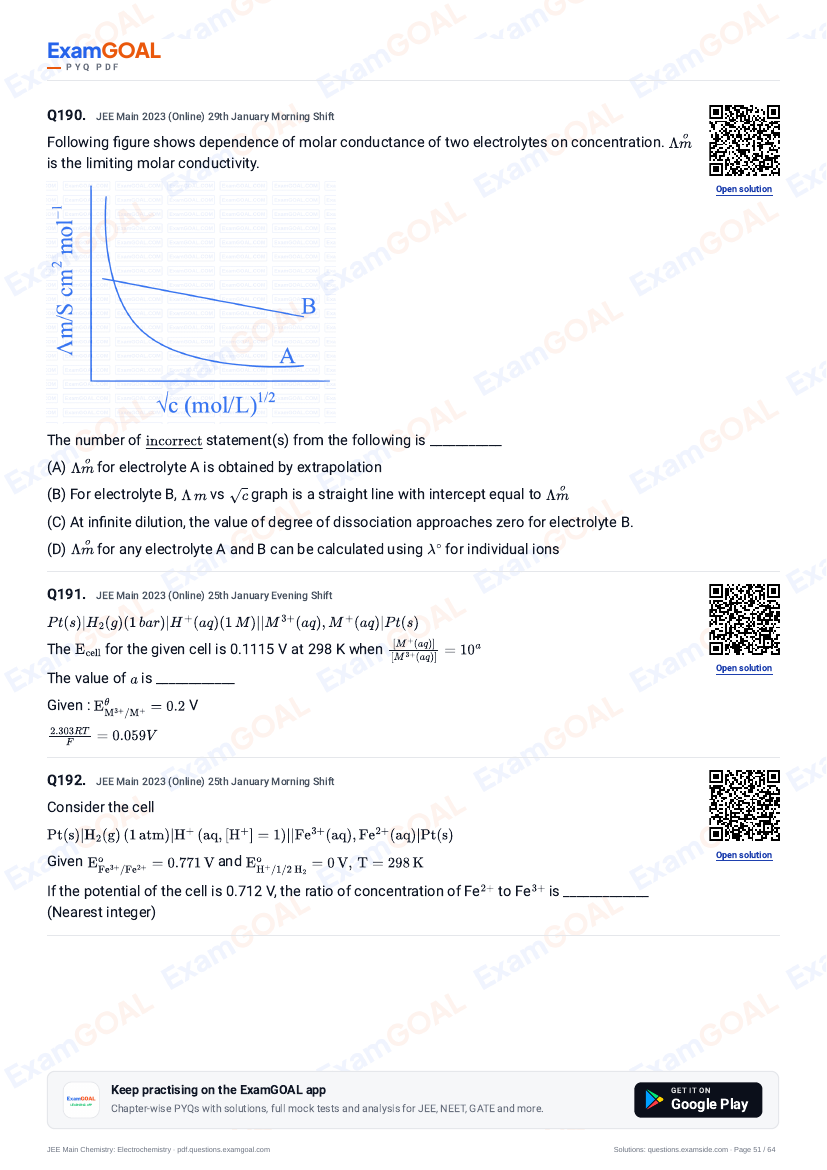 ExamGOAL
PYQ PDF
Q190. JEE Main 2023 (Online) 29th January Morning Shift
Following figure shows dependence of molar conductance of two electrolytes on concentration. Λm°
is the limiting molar conductivity.
Λm/S cm² mol⁻¹
B
A
√c (mol/L)^1/2
The number of incorrect statement(s) from the following is ___________
(A) Λm° for electrolyte A is obtained by extrapolation
(B) For electrolyte B, Λ m vs √c graph is a straight line with intercept equal to Λm°
(C) At infinite dilution, the value of degree of dissociation approaches zero for electrolyte B.
(D) Λm° for any electrolyte A and B can be calculated using λ° for individual ions
Open solution
Q191. JEE Main 2023 (Online) 25th January Evening Shift
Pt(s)|H₂(g)(1 bar)|H⁺(aq)(1 M)||M³⁺(aq), M⁺(aq)|Pt(s)
The E_cell for the given cell is 0.1115 V at 298 K when [M⁺(aq)]/[M³⁺(aq)] = 10^a
The value of a is ____________
Given : E^θ_M³⁺/M⁺ = 0.2 V
2.303RT/F = 0.059V
Open solution
Q192. JEE Main 2023 (Online) 25th January Morning Shift
Consider the cell
Pt(s)|H₂(g) (1 atm)|H⁺ (aq, [H⁺] = 1)||Fe³⁺(aq), Fe²⁺(aq)|Pt(s)
Given E°_Fe³⁺/Fe²⁺ = 0.771 V and E°_H⁺/1/2 H₂ = 0 V, T = 298 K
If the potential of the cell is 0.712 V, the ratio of concentration of Fe²⁺ to Fe³⁺ is _____________
(Nearest integer)
Open solution
ExamGOAL
Keep practising on the ExamGOAL app
Chapter-wise PYQs with solutions, full mock tests and analysis for JEE, NEET, GATE and more.
GET IT ON
Google Play
JEE Main Chemistry: Electrochemistry · pdf.questions.examgoal.com
Solutions: questions.examside.com · Page 51 / 64